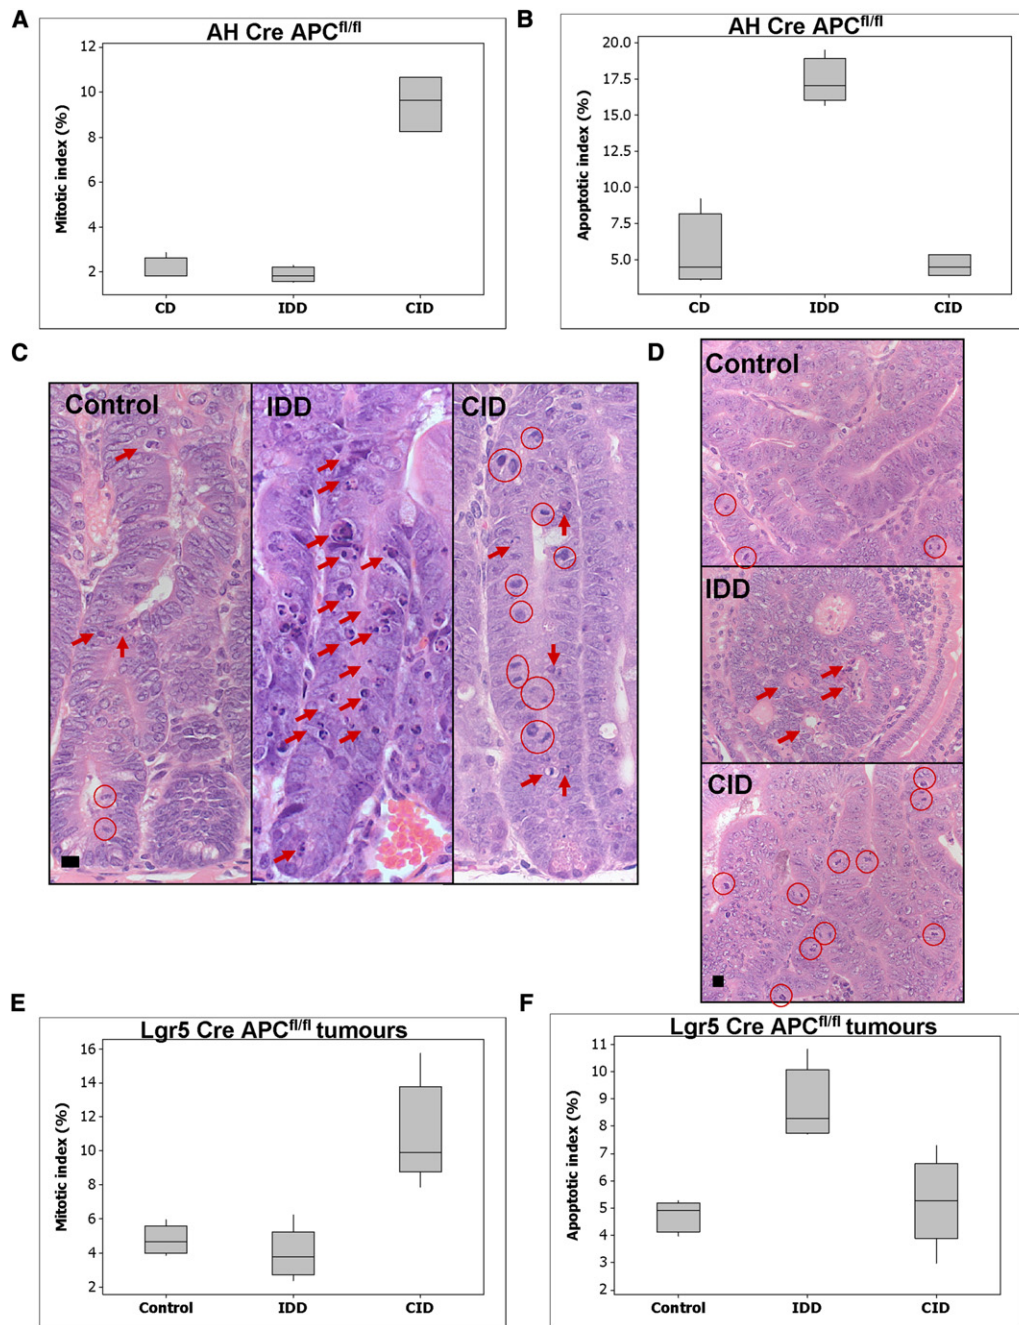 A
AH Cre APCfl/fl
Mitotic index (%)
12
10
8
6
4
2
CD IDD CID
B
AH Cre APCfl/fl
Apoptotic index (%)
20.0
17.5
15.0
12.5
10.0
7.5
5.0
CD IDD CID
C
Control IDD CID
D
Control
IDD
CID
E
Lgr5 Cre APCfl/fl tumours
Mitotic index (%)
16
14
12
10
8
6
4
2
Control IDD CID
F
Lgr5 Cre APCfl/fl tumours
Apoptotic index (%)
11
10
9
8
7
6
5
4
3
2
Control IDD CID